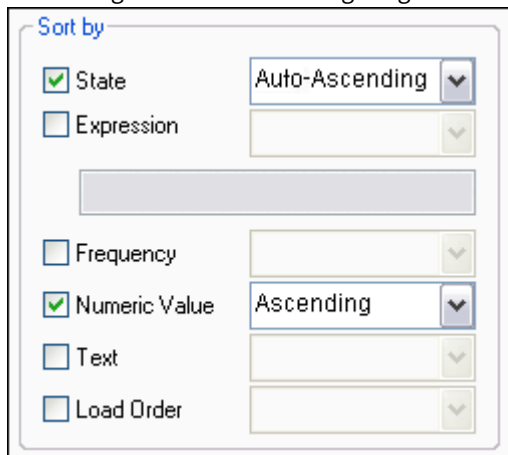 Sort by
State Auto-Ascending
Expression
Frequency
Numeric Value Ascending
Text
Load Order